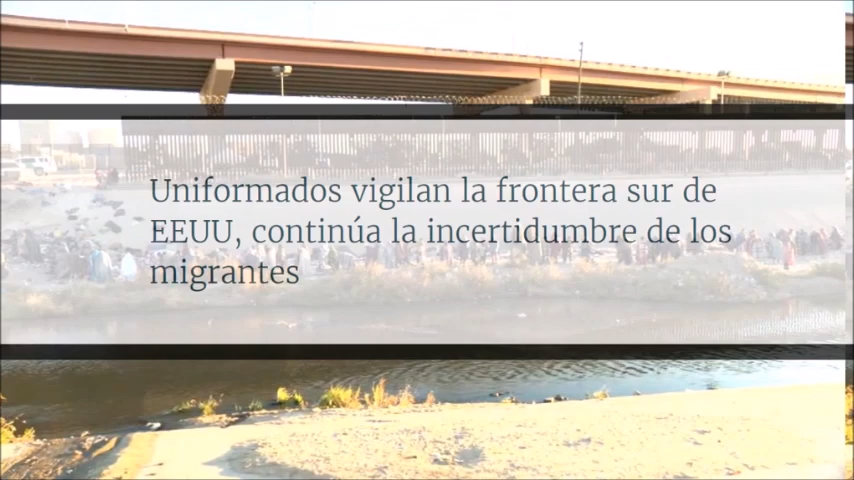 Uniformados vigilan la frontera sur de
EEUU, continúa la incertidumbre de los
migrantes